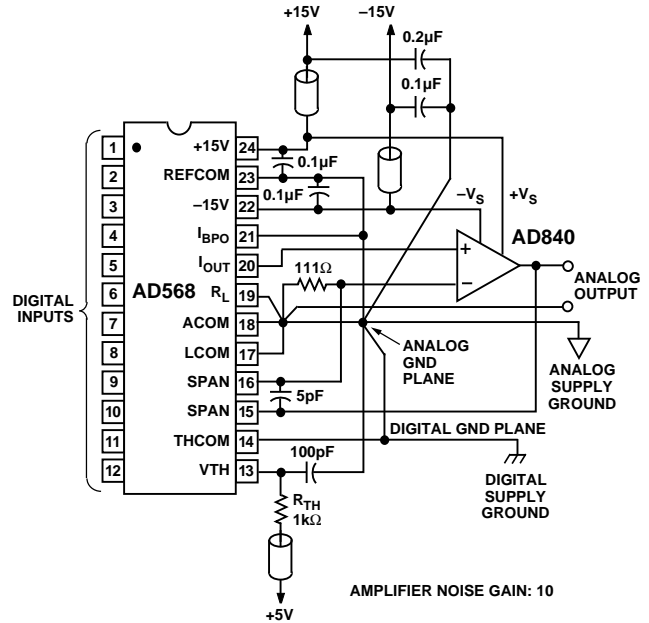 +15V
–15V
0.2µF
0.1µF
1
2
3
4
5
6
7
8
9
10
11
12
DIGITAL
INPUTS
AD568
+15V
24
REFCOM
23
–15V
22
IBPO
21
IOUT
20
RL
19
ACOM
18
LCOM
17
SPAN
16
SPAN
15
THCOM
14
VTH
13
0.1µF
0.1µF
111Ω
5pF
100pF
RTH
1kΩ
+5V
–VS
+VS
AD840
+
–
ANALOG
OUTPUT
ANALOG
GND
PLANE
ANALOG
SUPPLY
GROUND
DIGITAL GND PLANE
DIGITAL
SUPPLY
GROUND
AMPLIFIER NOISE GAIN: 10